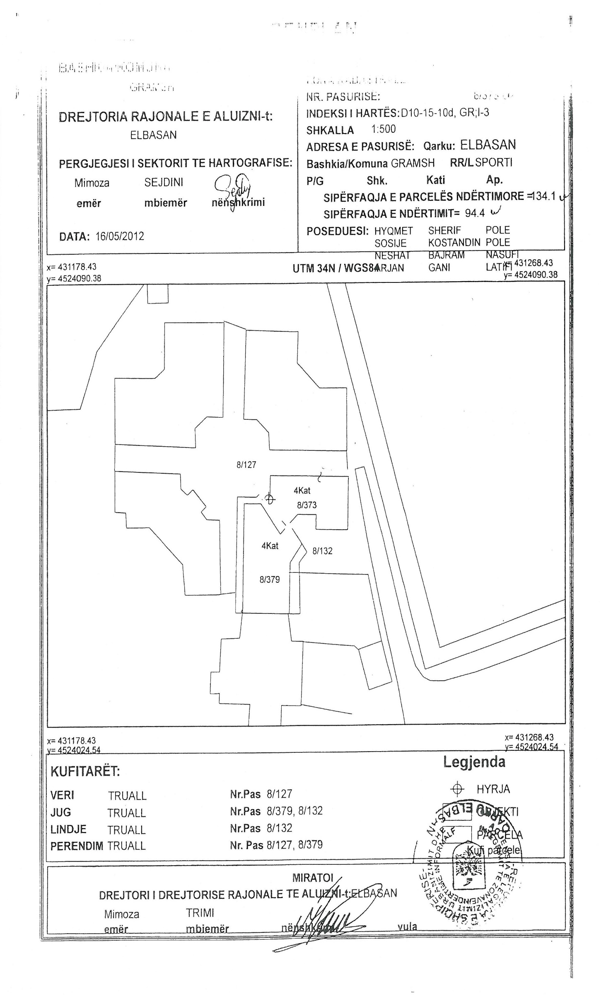 GRAMSH
DREJTORIA RAJONALE E ALUIZNI-t:
ELBASAN
PERGJEGJESI I SEKTORIT TE HARTOGRAFISE:
Mimoza SEJDINI
emër mbiemër nënshkrimi
DATA: 16/05/2012
NR. PASURISE:
INDEKSI I HARTËS:D10-15-10d, GR;I-3
SHKALLA 1:500
ADRESA E PASURISË: Qarku: ELBASAN
Bashkia/Komuna GRAMSH RR/L SPORTI
P/G Shk. Kati Ap.
SIPËRFAQJA E PARCELËS NDËRTIMORE =134.1
SIPËRFAQJA E NDËRTIMIT= 94.4
POSEDUESI: HYQMET SHERIF POLE
SOSIJE KOSTANDIN POLE
NESHAT BAJRAM NASUFI
ARJAN GANI LATIFI
x= 431178.43
y= 4524090.38
UTM 34N / WGS84
x= 431268.43
y= 4524090.38
8/127
4Kat
8/373
4Kat
8/132
8/379
x= 431178.43
y= 4524024.54
x= 431268.43
y= 4524024.54
KUFITARËT:
VERI TRUALL Nr.Pas 8/127
JUG TRUALL Nr.Pas 8/379, 8/132
LINDJE TRUALL Nr.Pas 8/132
PERENDIM TRUALL Nr. Pas 8/127, 8/379
Legjenda
HYRJA
OBJEKTI
PARCELA
Kufi parcele
MIRATOI
DREJTORI I DREJTORISE RAJONALE TE ALUIZNI-t:ELBASAN
Mimoza TRIMI
emër mbiemër nënshkrimi vula